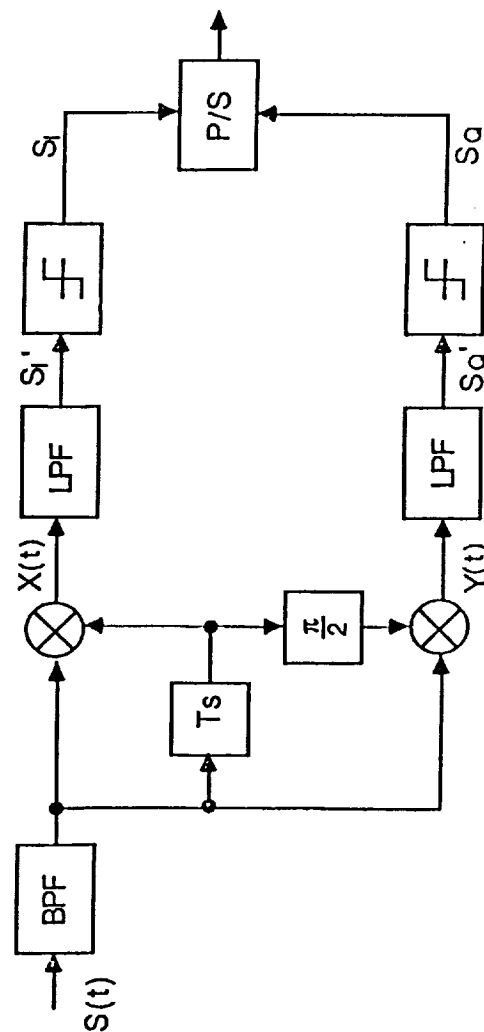 S(t)
BPF
Ts
π/2
X(t)
Y(t)
LPF
LPF
SI'
SQ'
SI
SQ
P/S